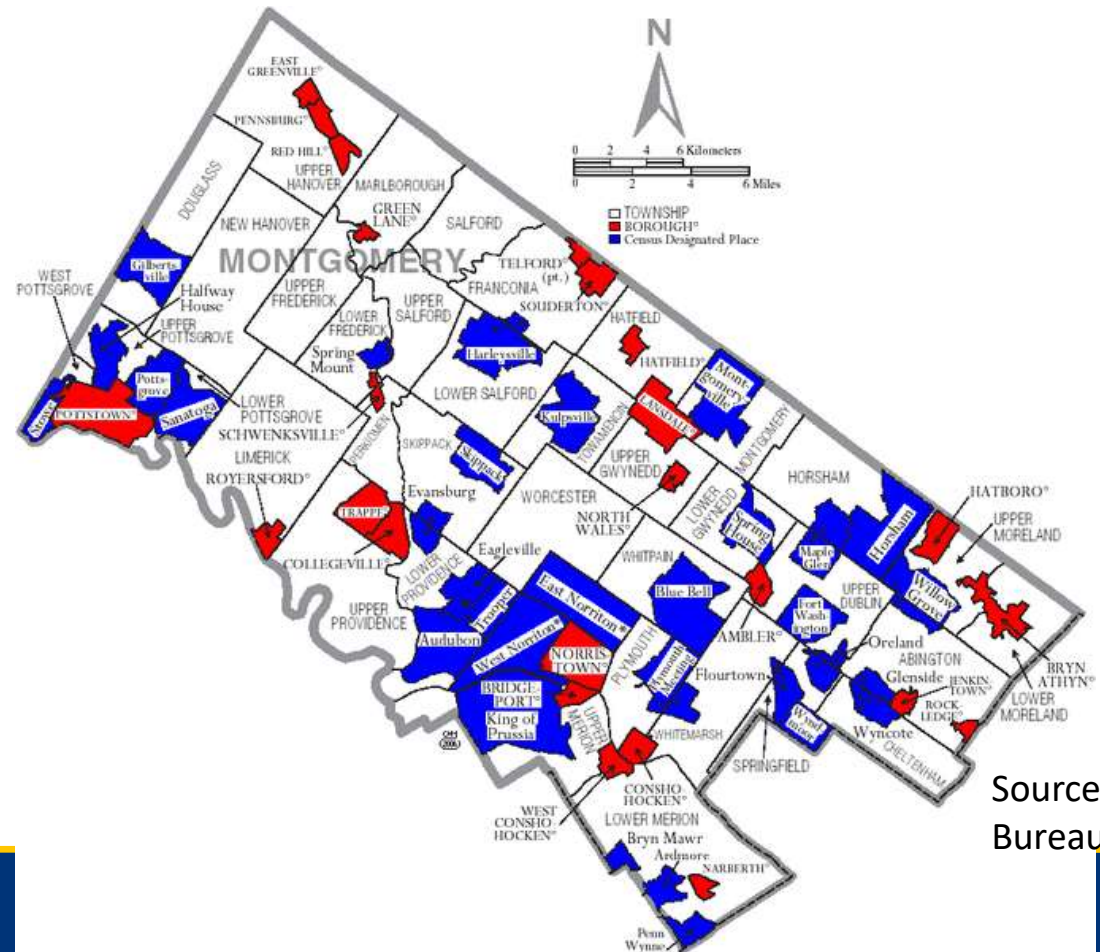 N
EAST
GREENVILLE°
PENNSBURG°
RED HILL°
UPPER
HANOVER
MARLBOROUGH
DOUGLASS
NEW HANOVER
GREEN
LANE°
SALFORD
0 2 4 6 Kilometers
0 2 4 6 Miles
TOWNSHIP
BOROUGH°
Census Designated Place
MONTGOMERY
TELFORD°
(pt.)
FRANCONIA
SOUDERTON°
WEST
POTTSGROVE
Gilberts
ville
Halfway
House
UPPER
POTTSGROVE
UPPER
FREDERICK
LOWER
FREDERICK
UPPER
SALFORD
Spring
Mount
Harleysville
HATFIELD
HATFIELD°
Mont-
gomery-
ville
Stowe
POTTSTOWN°
Potts-
grove
Sanatoga
LOWER
POTTSGROVE
SCHWENKSVILLE°
LOWER SALFORD
Kulpsville
TOWAMENCIN
LANSDALE°
MONTGOMERY
LIMERICK
ROYERSFORD°
PERKIOMEN
SKIPPACK
Skippack
UPPER
GWYNEDD
HORSHAM
HATBORO°
UPPER
MORELAND
TRAPPE°
COLLEGEVILLE°
Evansburg
Eagleville
WORCESTER
NORTH
WALES°
LOWER
GWYNEDD
Spring
House
Maple
Glen
Horsham
Willow
Grove
LOWER
PROVIDENCE
UPPER
PROVIDENCE
Trooper
Audubon
East Norriton*
West Norriton*
WHITPAIN
Blue Bell
AMBLER°
Fort
Wash
ington
UPPER
DUBLIN
Oreland
NORRIS
TOWN°
PLYMOUTH
Plymouth
Meeting
Flourtown
ABINGTON
Glenside
JENKIN-
TOWN°
ROCK-
LEDGE°
BRYN
ATHYN°
LOWER
MORELAND
BRIDGE-
PORT°
King of
Prussia
UPPER
MERION
WHITEMARSH
Wynd
moor
SPRINGFIELD
Wyncote
CHELTENHAM
WEST
CONSHO-
HOCKEN°
CONSHO-
HOCKEN°
LOWER MERION
Bryn Mawr
Ardmore
NARBERTH°
Penn
Wynne
Source
Bureau